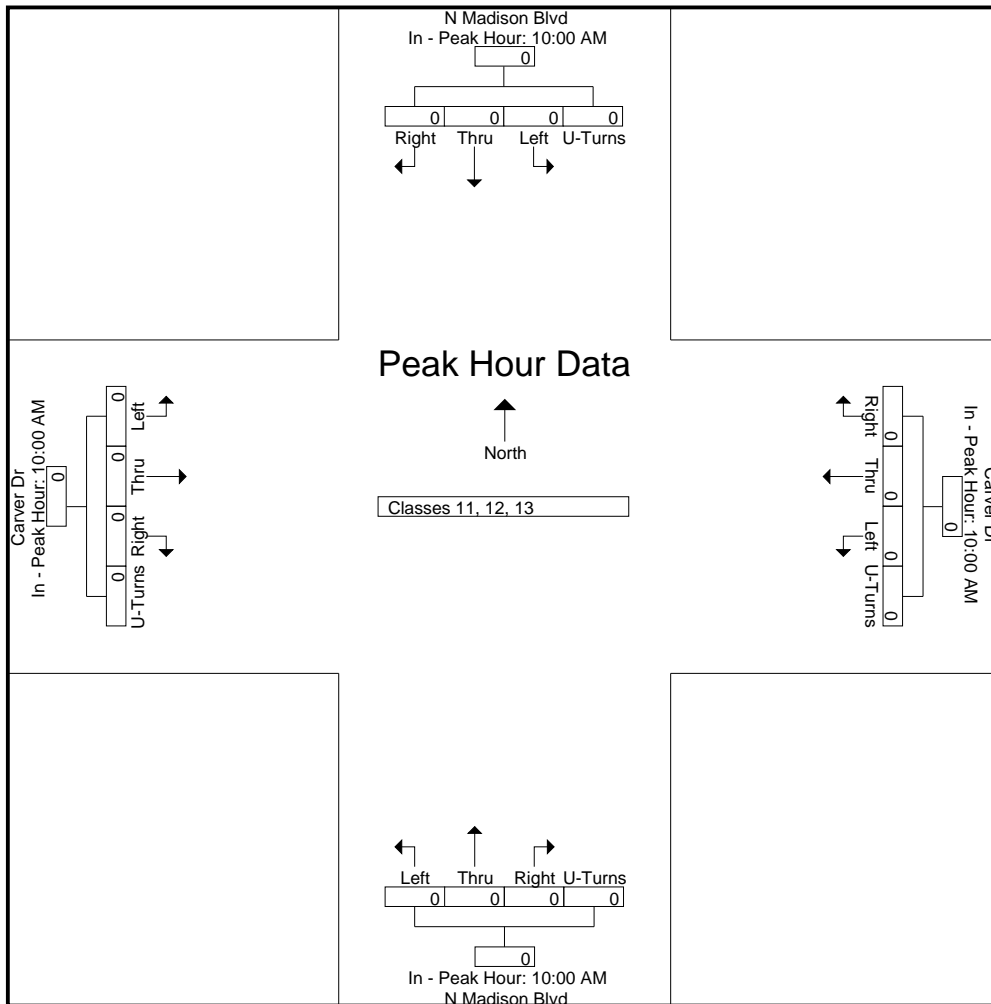 N Madison Blvd
In - Peak Hour: 10:00 AM
0
0 0 0 0
Right Thru Left U-Turns
Peak Hour Data
North
Classes 11, 12, 13
Carver Dr
In - Peak Hour: 10:00 AM
0
0 0 0 0
Left Thru Right U-Turns
Carver Dr
In - Peak Hour: 10:00 AM
0
0 0 0 0
Right Thru Left U-Turns
Left Thru Right U-Turns
0 0 0 0
0
In - Peak Hour: 10:00 AM
N Madison Blvd